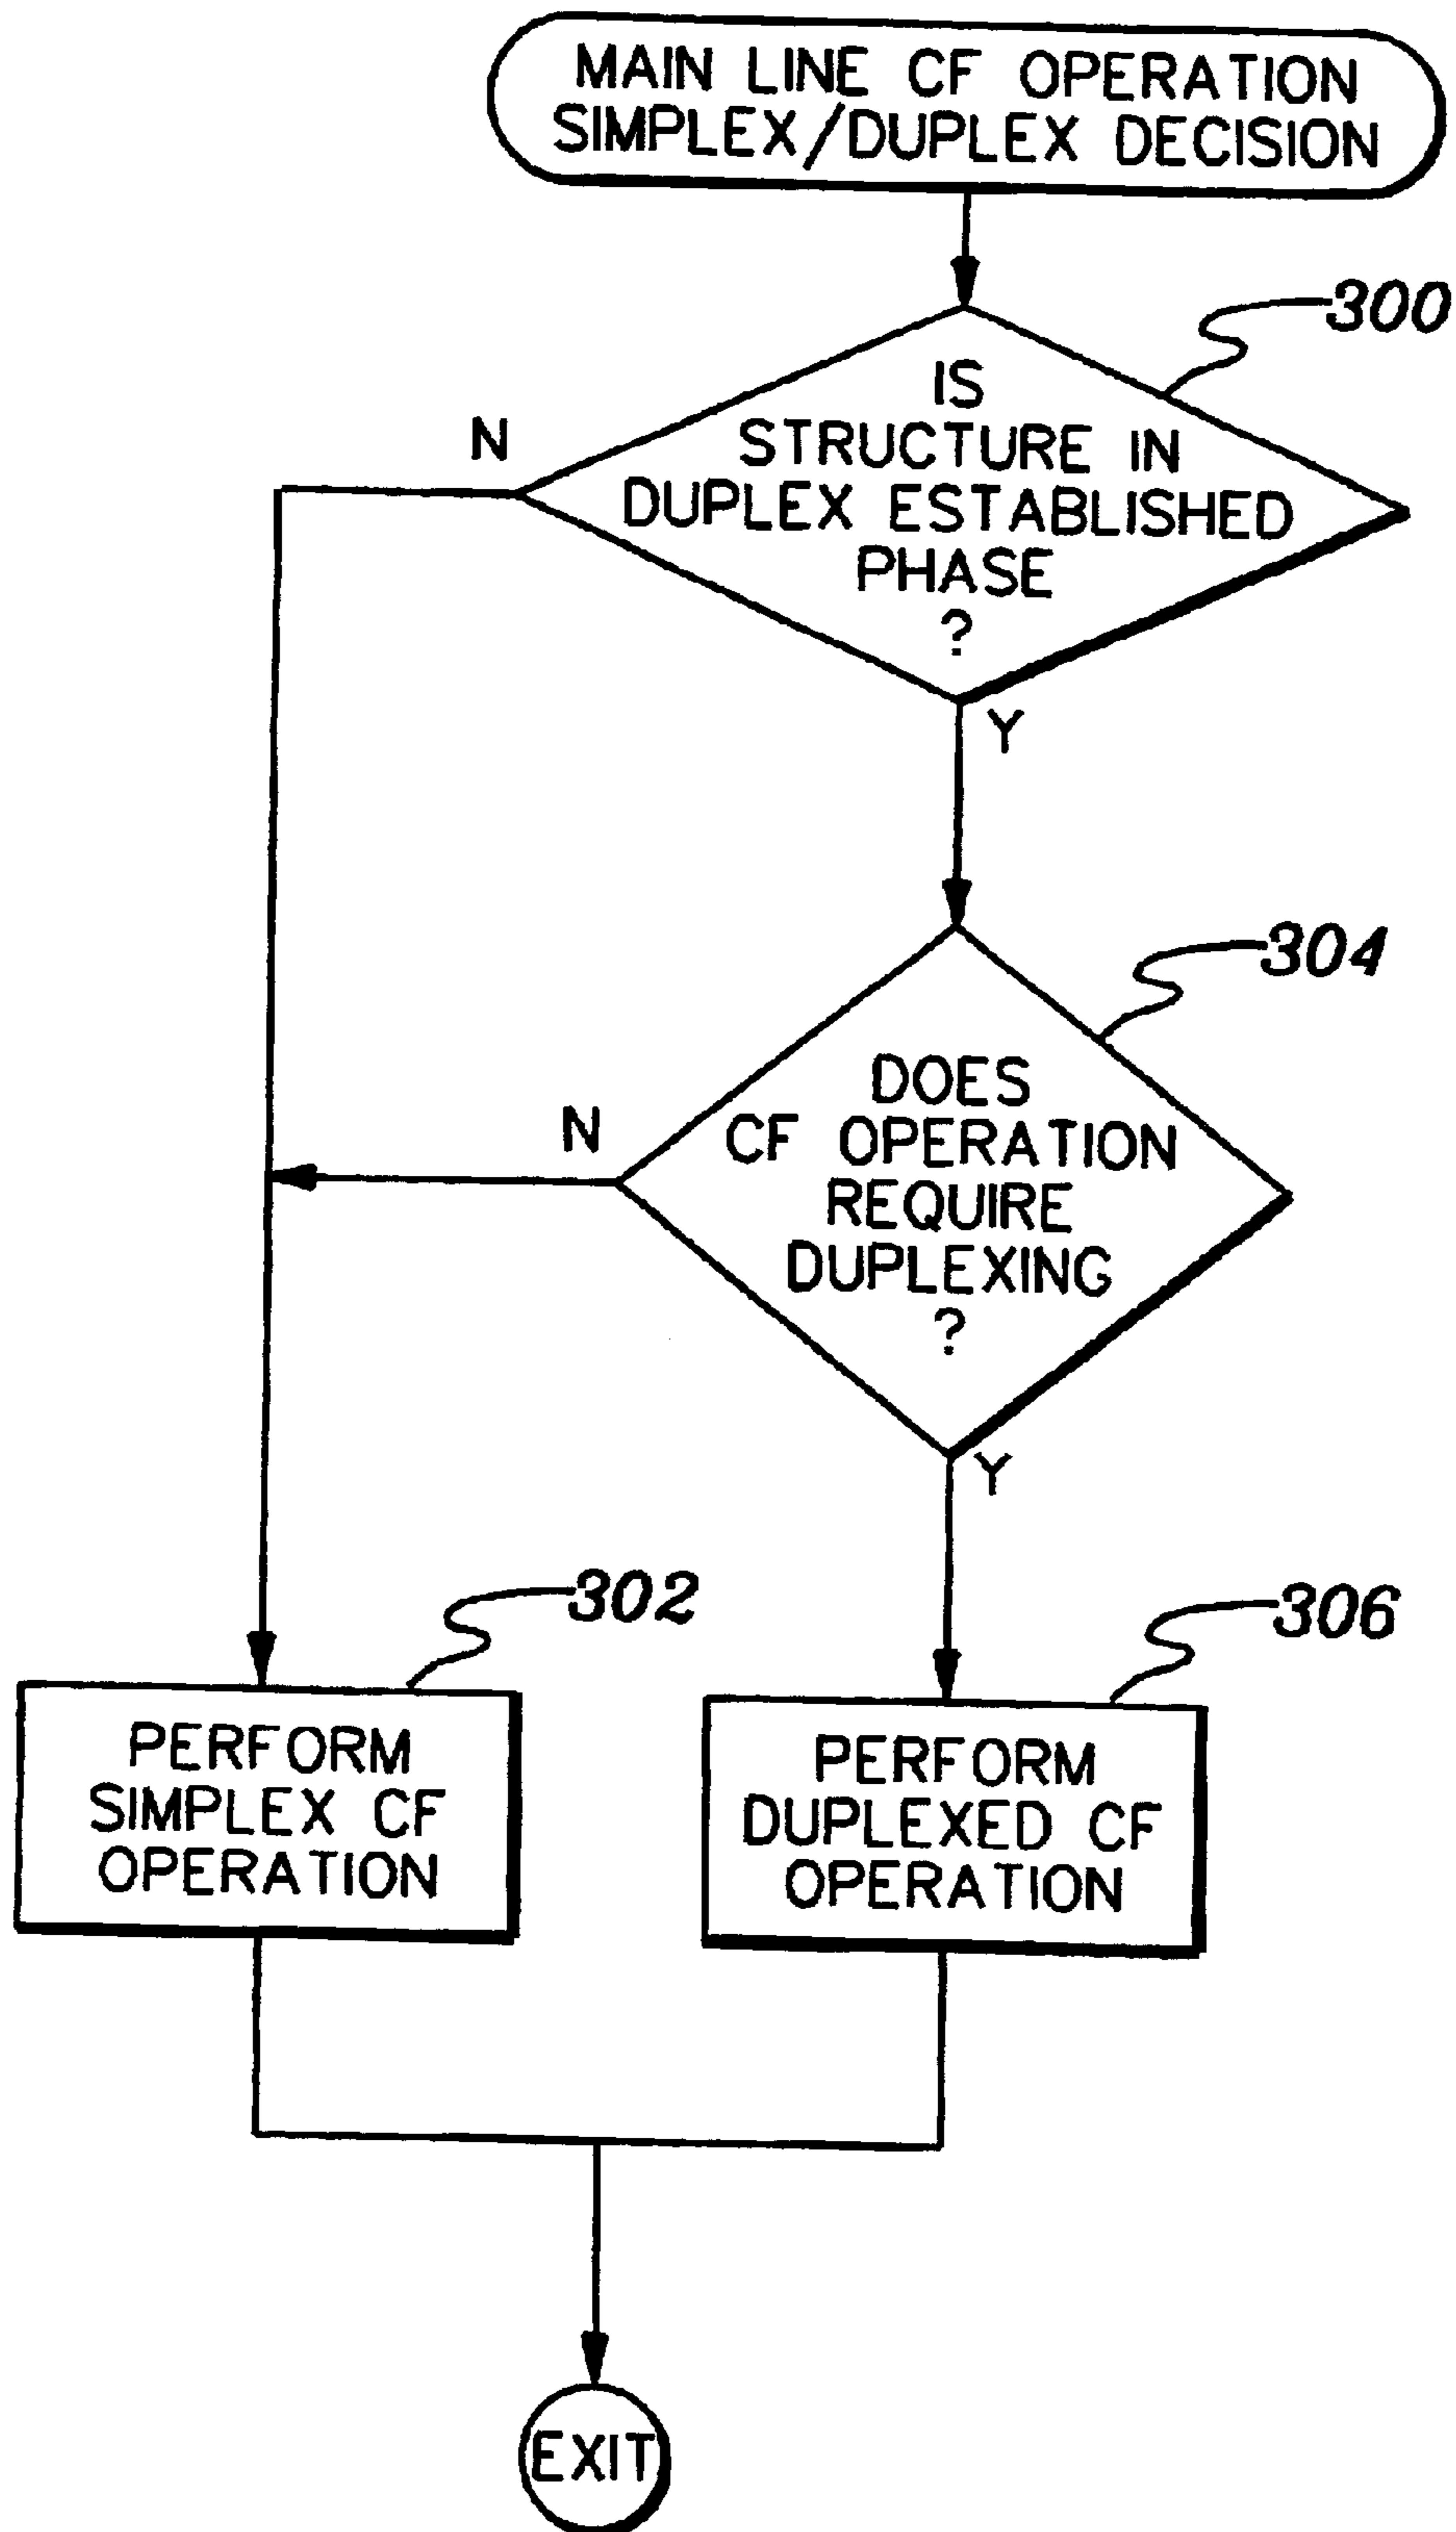 MAIN LINE CF OPERATION
SIMPLEX/DUPLEX DECISION
300
IS
STRUCTURE IN
DUPLEX ESTABLISHED
PHASE
?
N
Y
304
DOES
CF OPERATION
REQUIRE
DUPLEXING
?
N
Y
302
PERFORM
SIMPLEX CF
OPERATION
306
PERFORM
DUPLEXED CF
OPERATION
EXIT